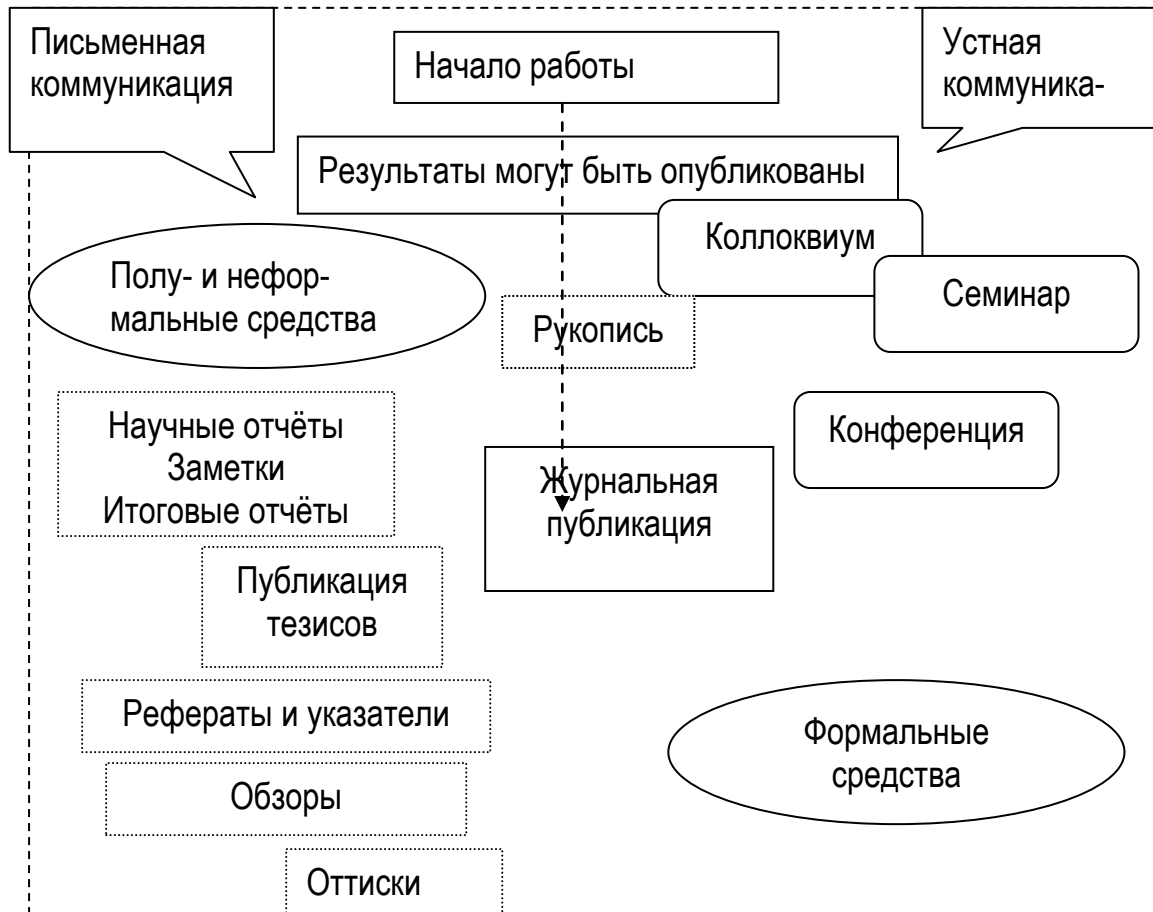 Письменная
коммуникация
Начало работы
Устная
коммуника-
Результаты могут быть опубликованы
Коллоквиум
Семинар
Полу- и нефор-
мальные средства
Рукопись
Научные отчёты
Заметки
Итоговые отчёты
Конференция
Журнальная
публикация
Публикация
тезисов
Рефераты и указатели
Формальные
средства
Обзоры
Оттиски